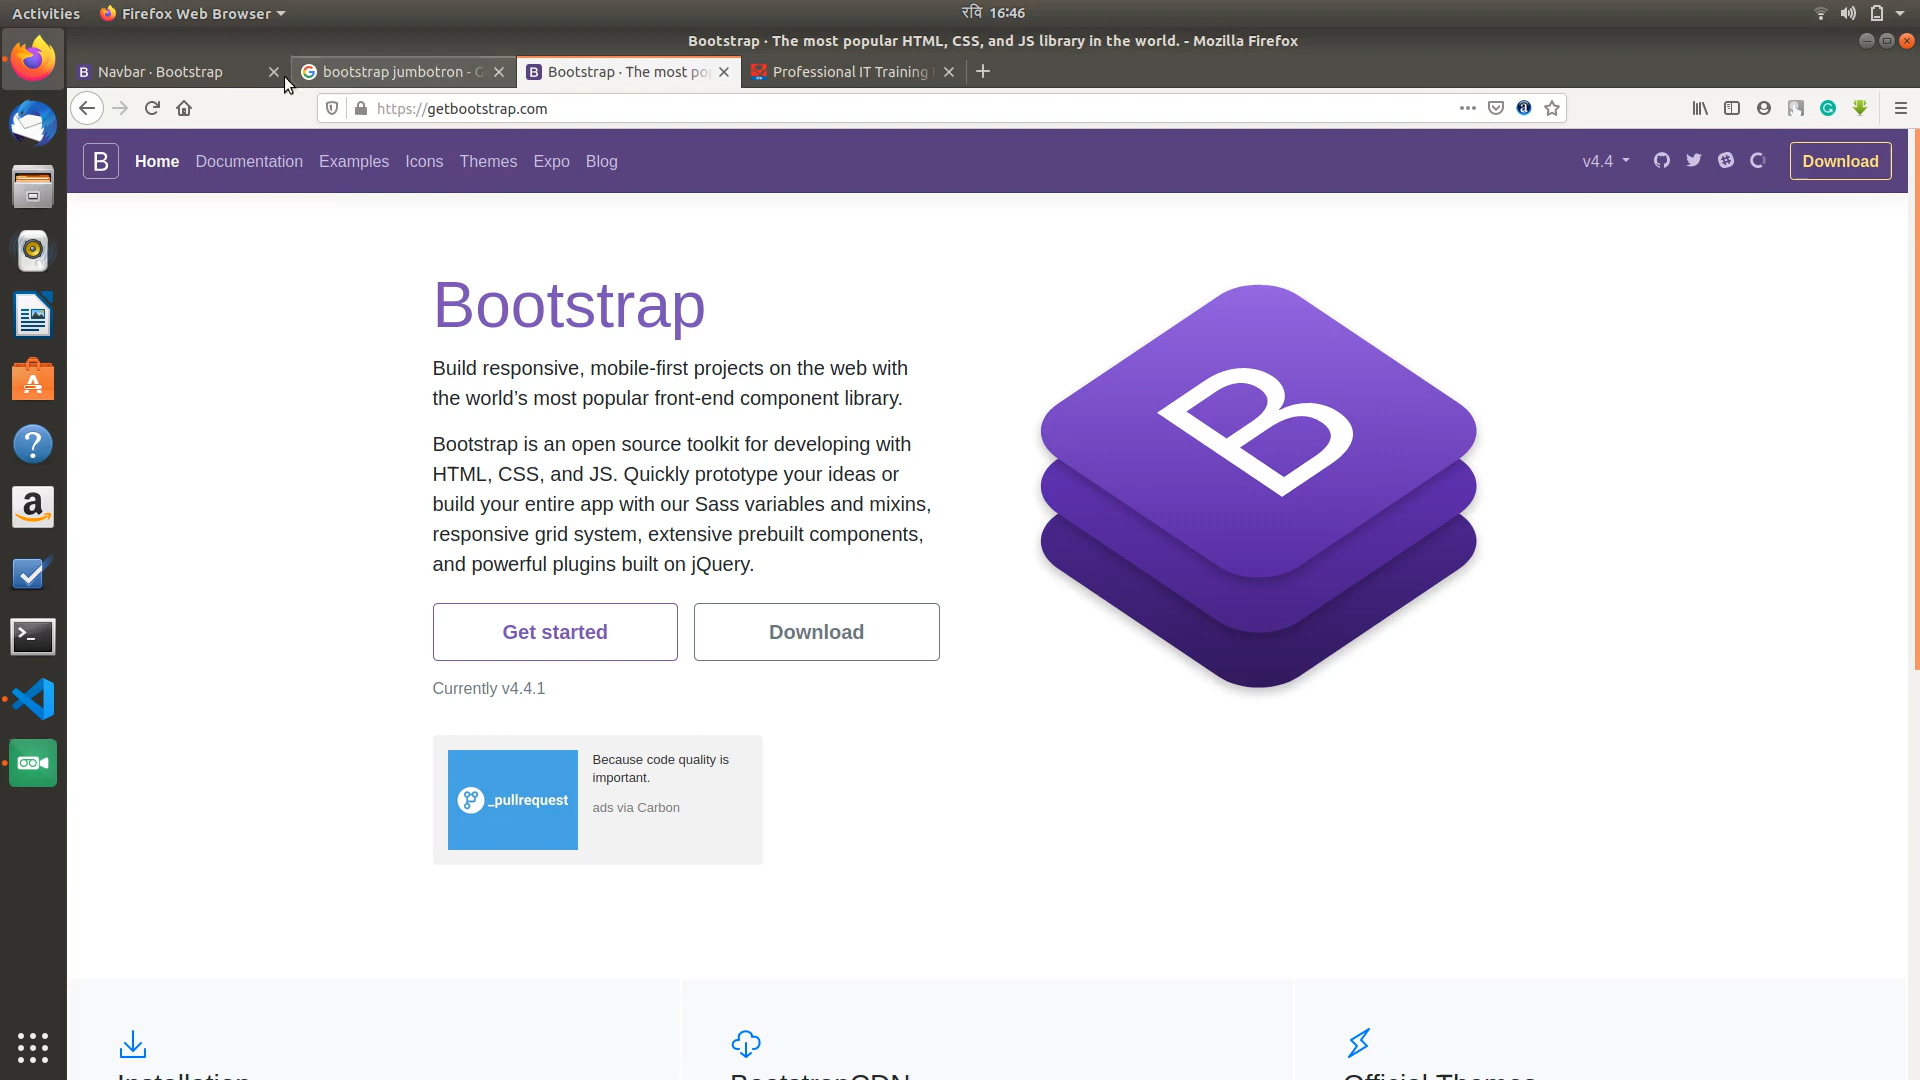 Activities
Firefox Web Browser
रवि 16:46
Bootstrap · The most popular HTML, CSS, and JS library in the world. - Mozilla Firefox
B Navbar · Bootstrap
bootstrap jumbotron - G
B Bootstrap · The most po
Professional IT Training
https://getbootstrap.com
B Home Documentation Examples Icons Themes Expo Blog
v4.4
Download
Bootstrap
Build responsive, mobile-first projects on the web with
the world’s most popular front-end component library.
Bootstrap is an open source toolkit for developing with
HTML, CSS, and JS. Quickly prototype your ideas or
build your entire app with our Sass variables and mixins,
responsive grid system, extensive prebuilt components,
and powerful plugins built on jQuery.
Get started
Download
Currently v4.4.1
_pullrequest
Because code quality is
important.
ads via Carbon
B
Installation
BootstrapCDN
Official Themes